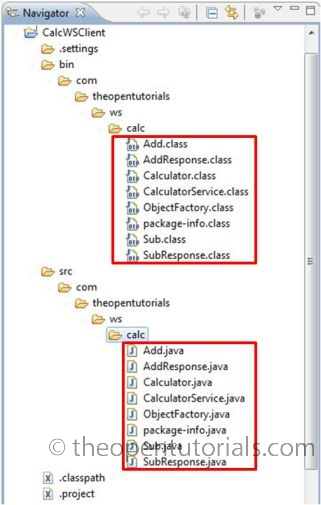 Navigator
CalcWSClient
.settings
bin
com
theopentutorials
ws
calc
Add.class
AddResponse.class
Calculator.class
CalculatorService.class
ObjectFactory.class
package-info.class
Sub.class
SubResponse.class
src
com
theopentutorials
ws
calc
Add.java
AddResponse.java
Calculator.java
CalculatorService.java
ObjectFactory.java
package-info.java
Sub.java
© theopentutorials.com
SubResponse.java
.classpath
.project